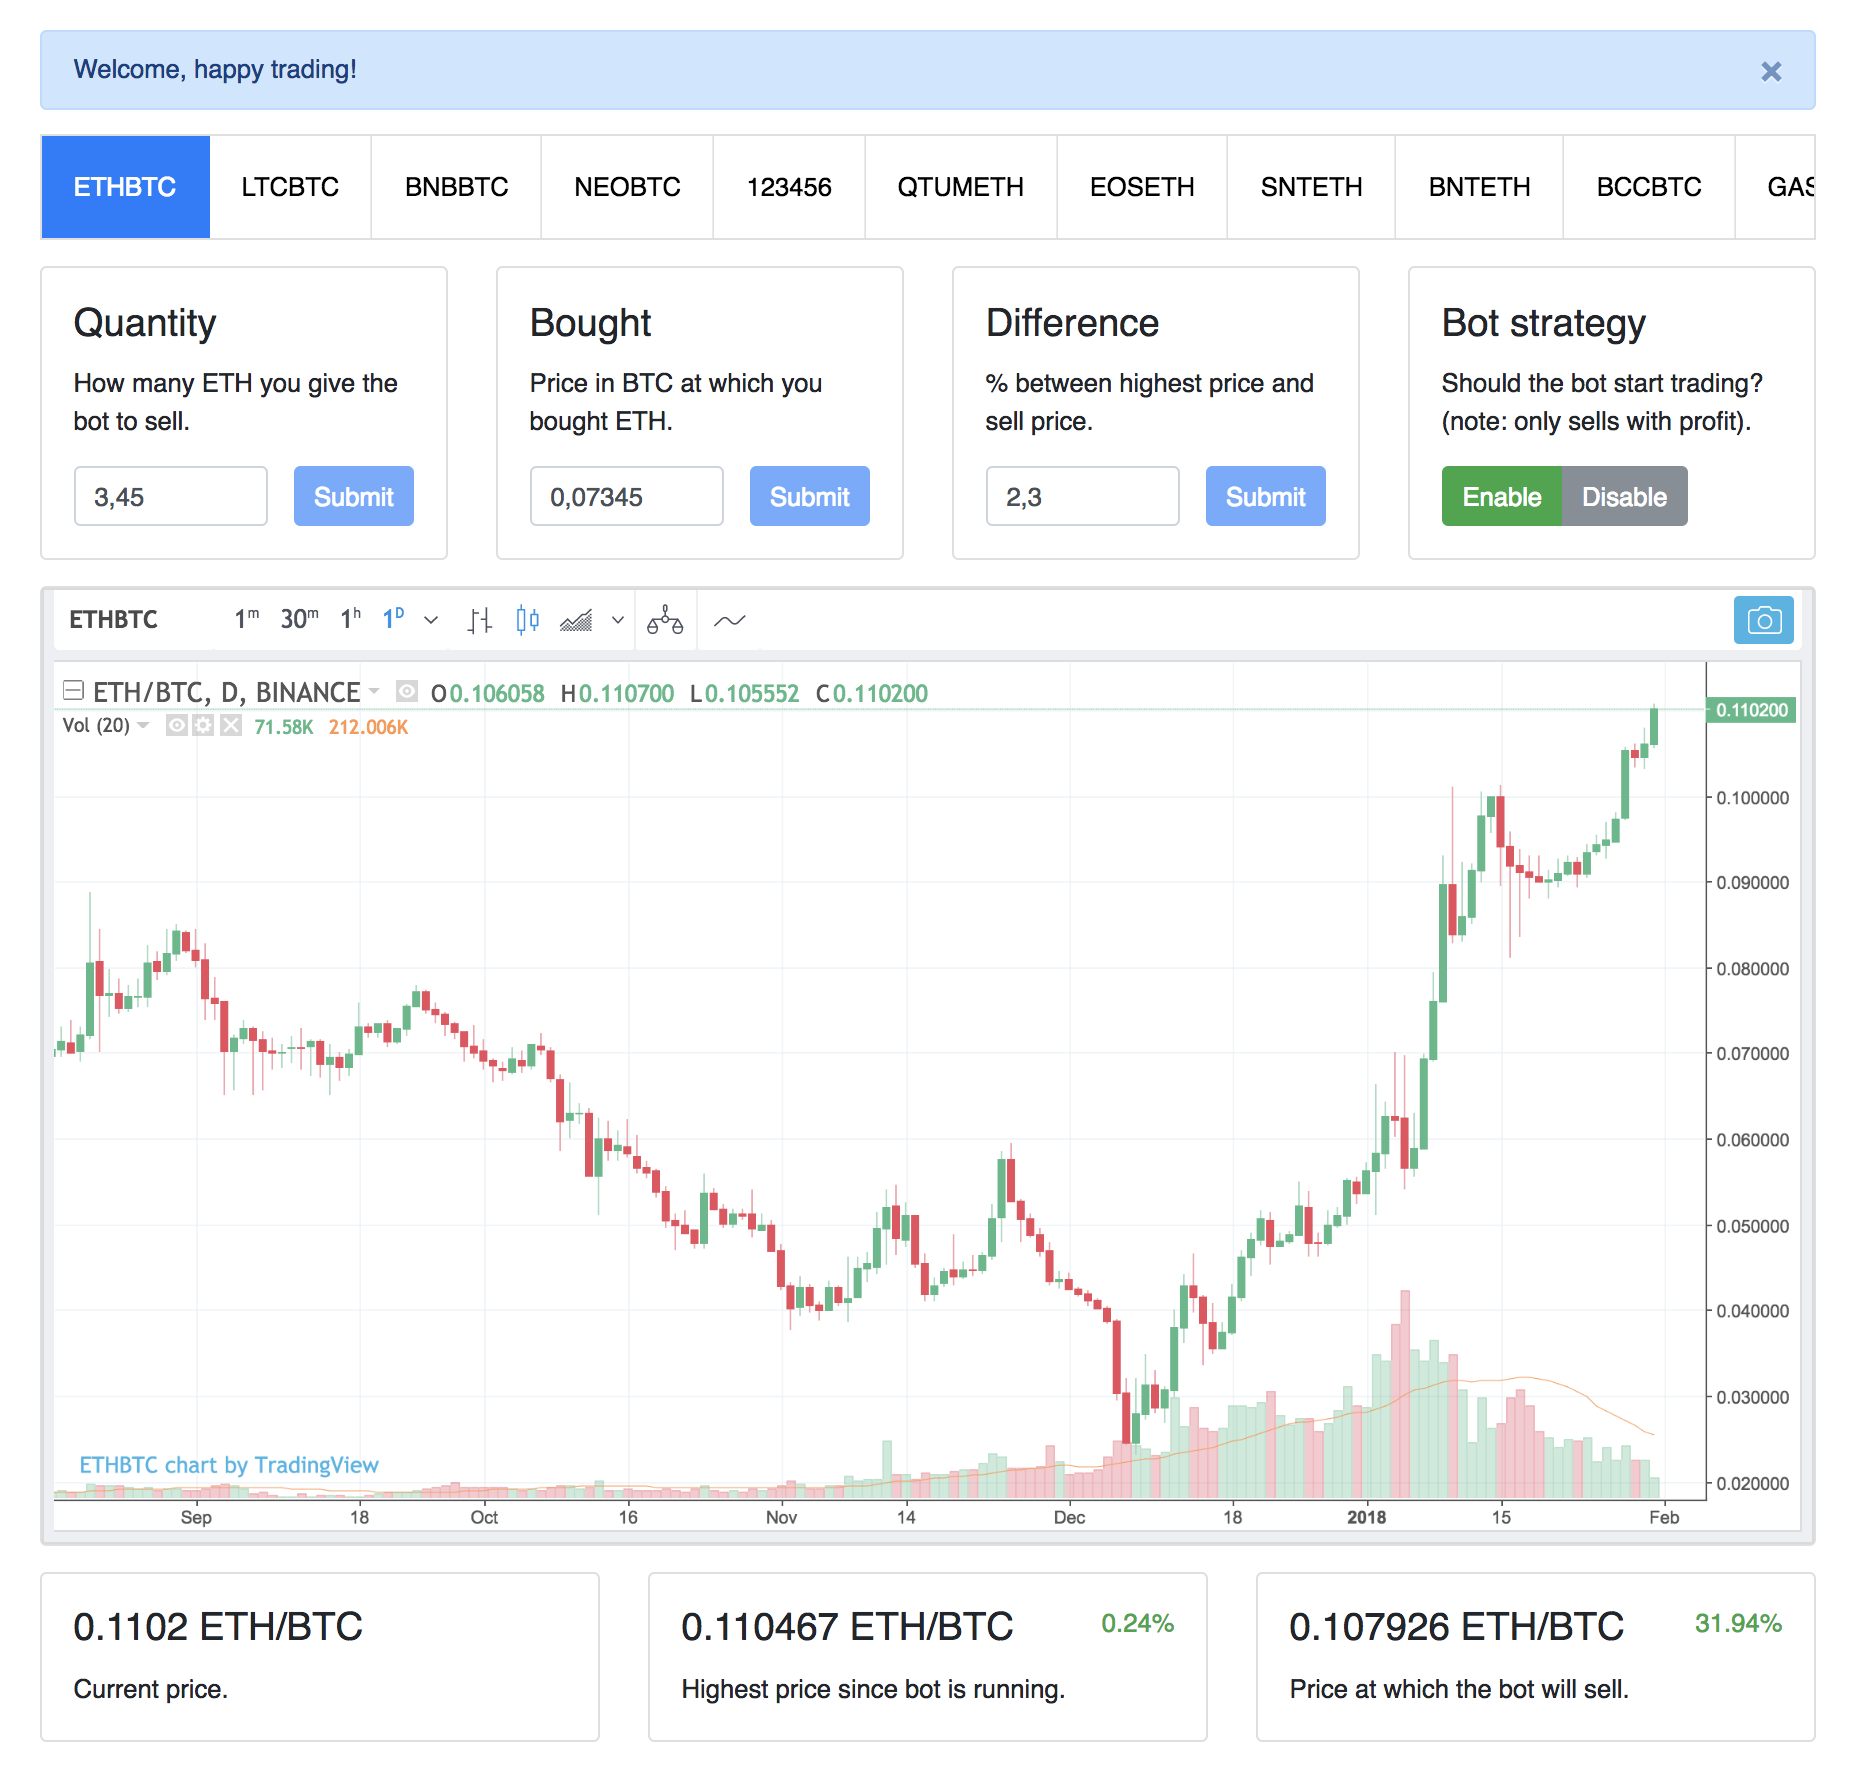 Welcome, happy trading!
ETHBTC LTCBTC BNBBTC NEOBTC 123456 QTUMETH EOSETH SNTETH BNTETH BCCBTC GAS
Quantity
How many ETH you give the
bot to sell.
3,45 Submit
Bought
Price in BTC at which you
bought ETH.
0,07345 Submit
Difference
% between highest price and
sell price.
2,3 Submit
Bot strategy
Should the bot start trading?
(note: only sells with profit).
Enable Disable
ETHBTC 1m 30m 1h 1D
ETH/BTC, D, BINANCE O0.106058 H0.110700 L0.105552 C0.110200
Vol (20) 71.58K 212.006K
0.110200
0.100000
0.090000
0.080000
0.070000
0.060000
0.050000
0.040000
0.030000
0.020000
ETHBTC chart by TradingView
Sep 18 Oct 16 Nov 14 Dec 18 2018 15 Feb
0.1102 ETH/BTC
Current price.
0.110467 ETH/BTC 0.24%
Highest price since bot is running.
0.107926 ETH/BTC 31.94%
Price at which the bot will sell.